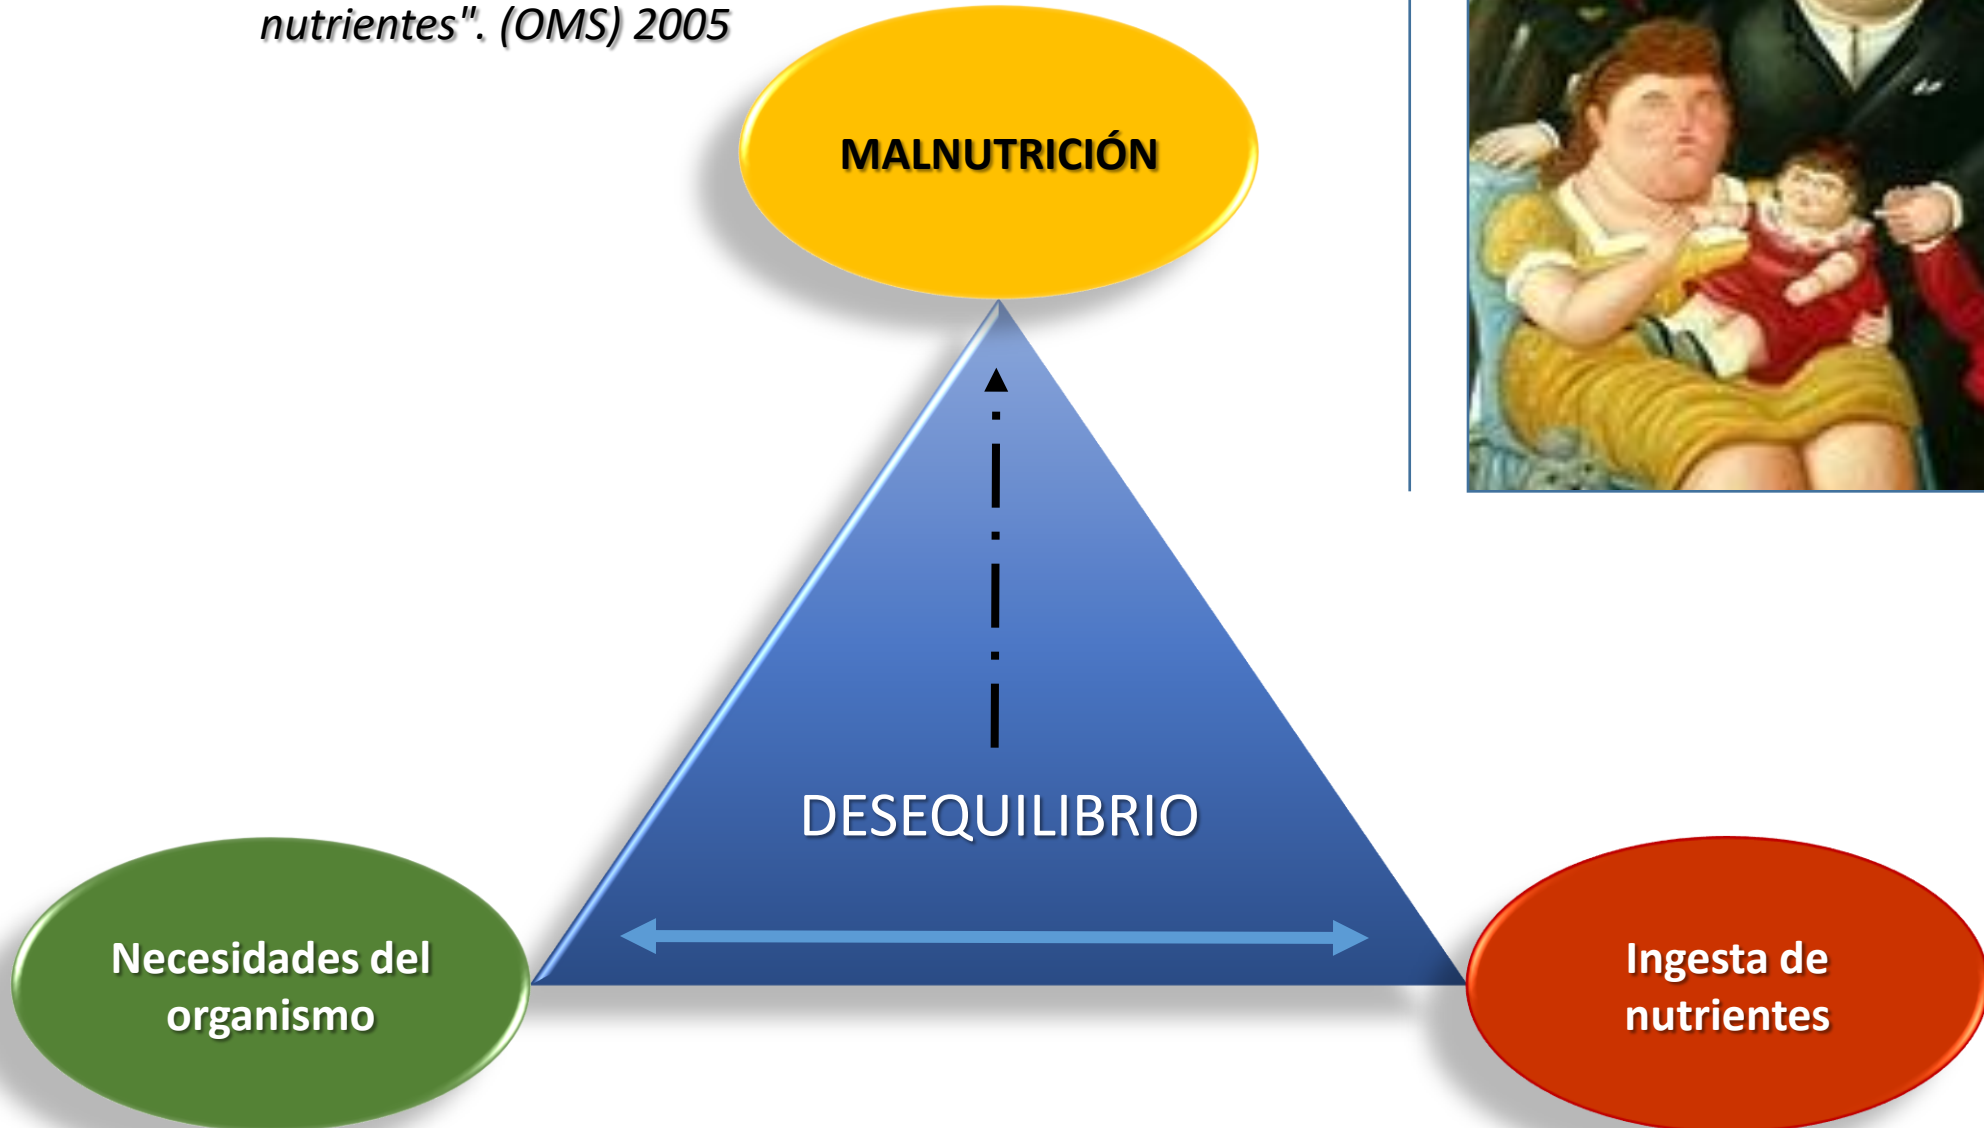 nutrientes". (OMS) 2005
MALNUTRICIÓN
DESEQUILIBRIO
Necesidades del
organismo
Ingesta de
nutrientes